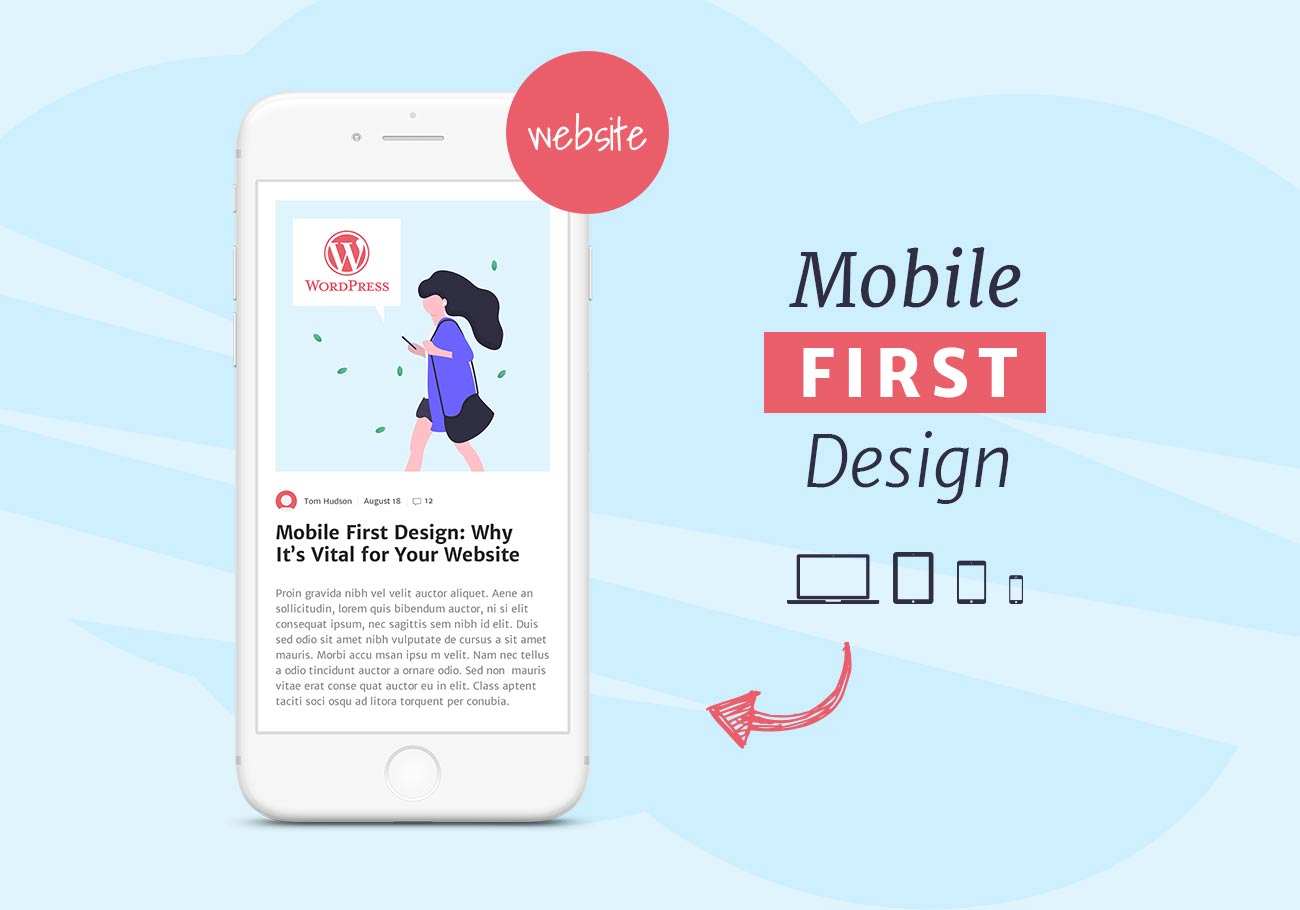 website
WORDPRESS
Tom Hudson August 18 12
Mobile First Design: Why
It's Vital for Your Website
Proin gravida nibh vel velit auctor aliquet. Aene an
sollicitudin, lorem quis bibendum auctor, ni si elit
consequat ipsum, nec sagittis sem nibh id elit. Duis
sed odio sit amet nibh vulputate de cursus a sit amet
mauris. Morbi accu msan ipsu m velit. Nam nec tellus
a odio tincidunt auctor a ornare odio. Sed non mauris
vitae erat conse quat auctor eu in elit. Class aptent
taciti soci osqu ad litora torquent per conubia.
Mobile
FIRST
Design